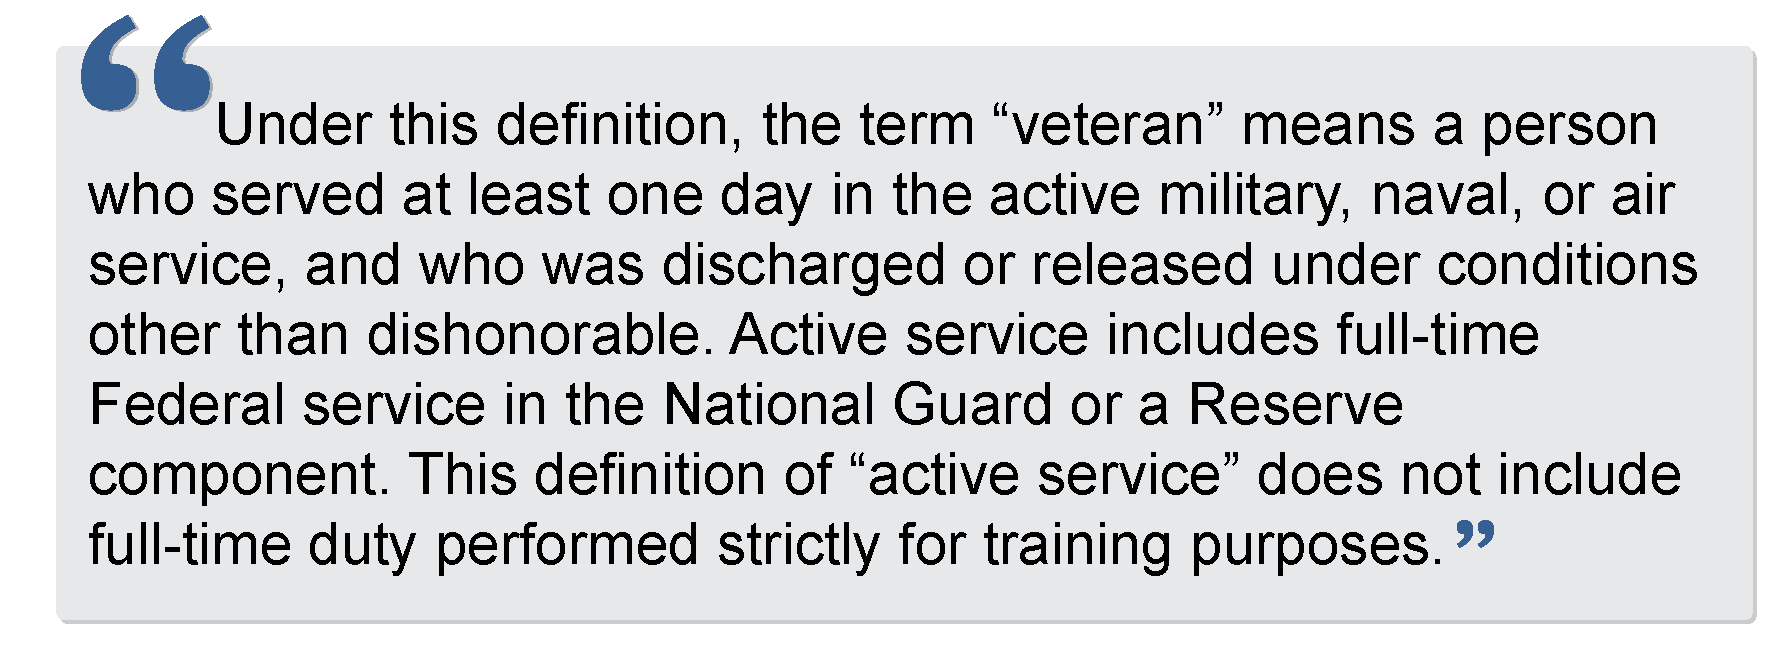 “Under this definition, the term “veteran” means a person
who served at least one day in the active military, naval, or air
service, and who was discharged or released under conditions
other than dishonorable. Active service includes full-time
Federal service in the National Guard or a Reserve
component. This definition of “active service” does not include
full-time duty performed strictly for training purposes.”